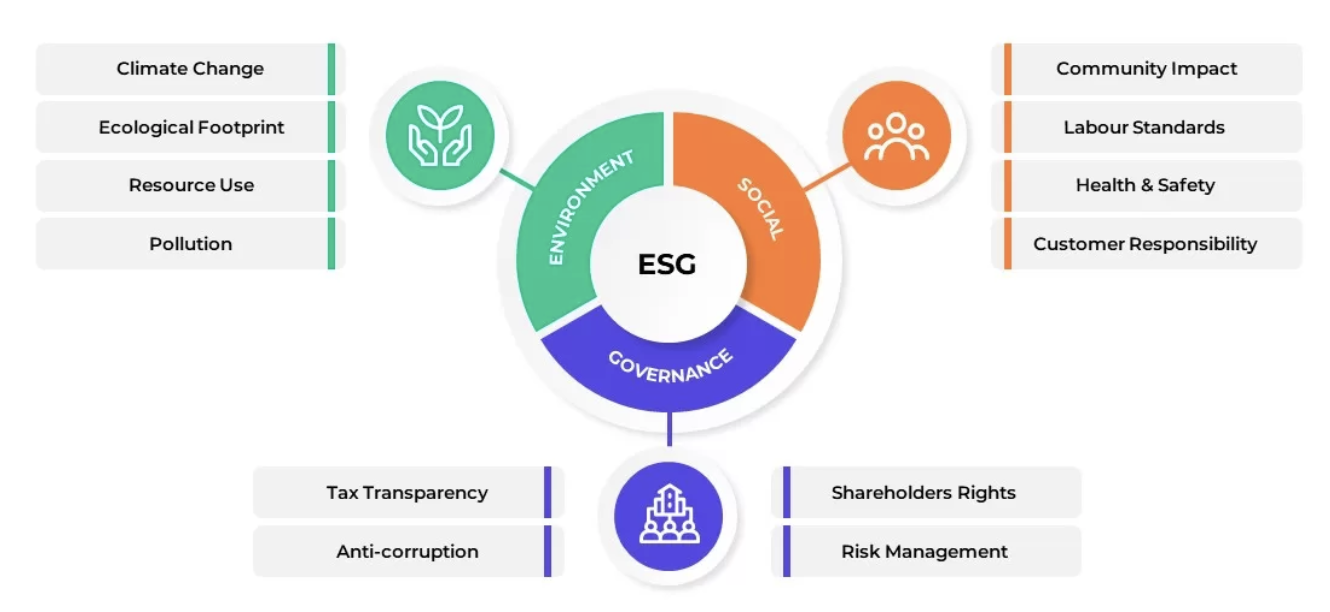 Climate Change
Ecological Footprint
Resource Use
Pollution
ENVIRONMENT
SOCIAL
ESG
GOVERNANCE
Community Impact
Labour Standards
Health & Safety
Customer Responsibility
Tax Transparency
Anti-corruption
Shareholders Rights
Risk Management